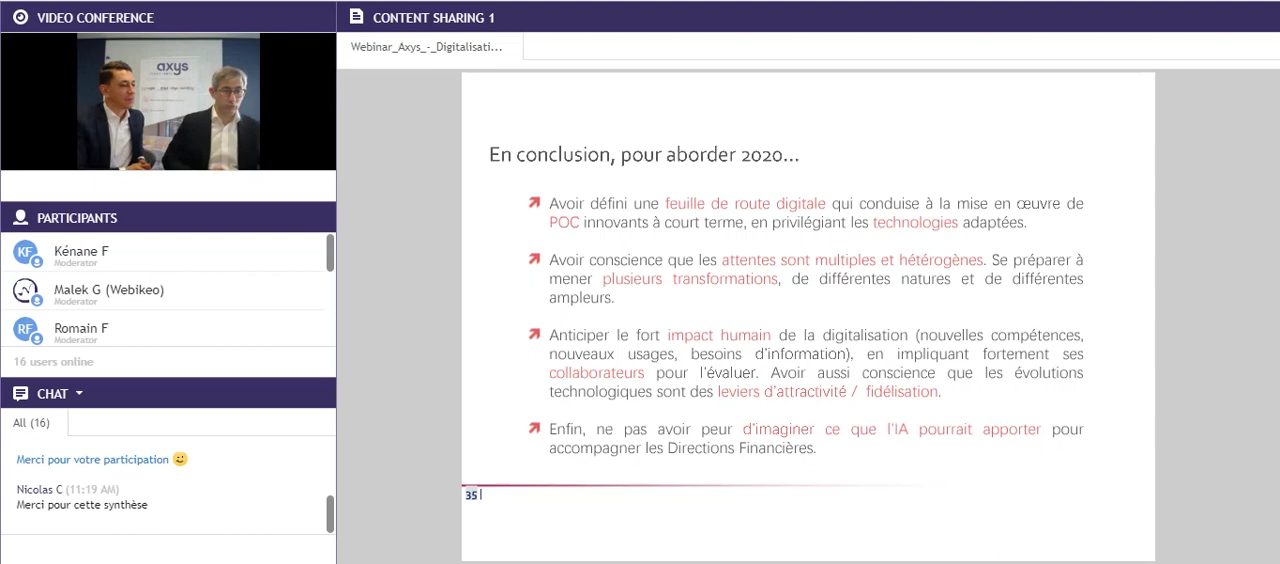 VIDEO CONFERENCE
axys
PARTICIPANTS
KF
Kénane F
Moderator
Malek G (Webikeo)
Moderator
RF
Romain F
Moderator
16 users online
CHAT
All (16)
Merci pour votre participation
Nicolas C (11:19 AM)
Merci pour cette synthèse
CONTENT SHARING 1
Webinar_Axys_-_Digitalisati...
En conclusion, pour aborder 2020...
Avoir défini une feuille de route digitale qui conduise à la mise en œuvre de
POC innovants à court terme, en privilégiant les technologies adaptées.
Avoir conscience que les attentes sont multiples et hétérogènes. Se préparer à
mener plusieurs transformations, de différentes natures et de différentes
ampleurs.
Anticiper le fort impact humain de la digitalisation (nouvelles compétences,
nouveaux usages, besoins d'information), en impliquant fortement ses
collaborateurs pour l'évaluer. Avoir aussi conscience que les évolutions
technologiques sont des leviers d'attractivité / fidélisation.
Enfin, ne pas avoir peur d'imaginer ce que l'IA pourrait apporter pour
accompagner les Directions Financières.
35 |